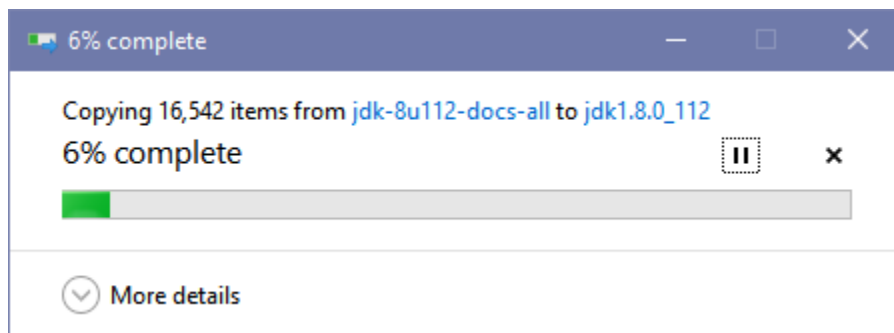 6% complete
Copying 16,542 items from jdk-8u112-docs-all to jdk1.8.0_112
6% complete
More details